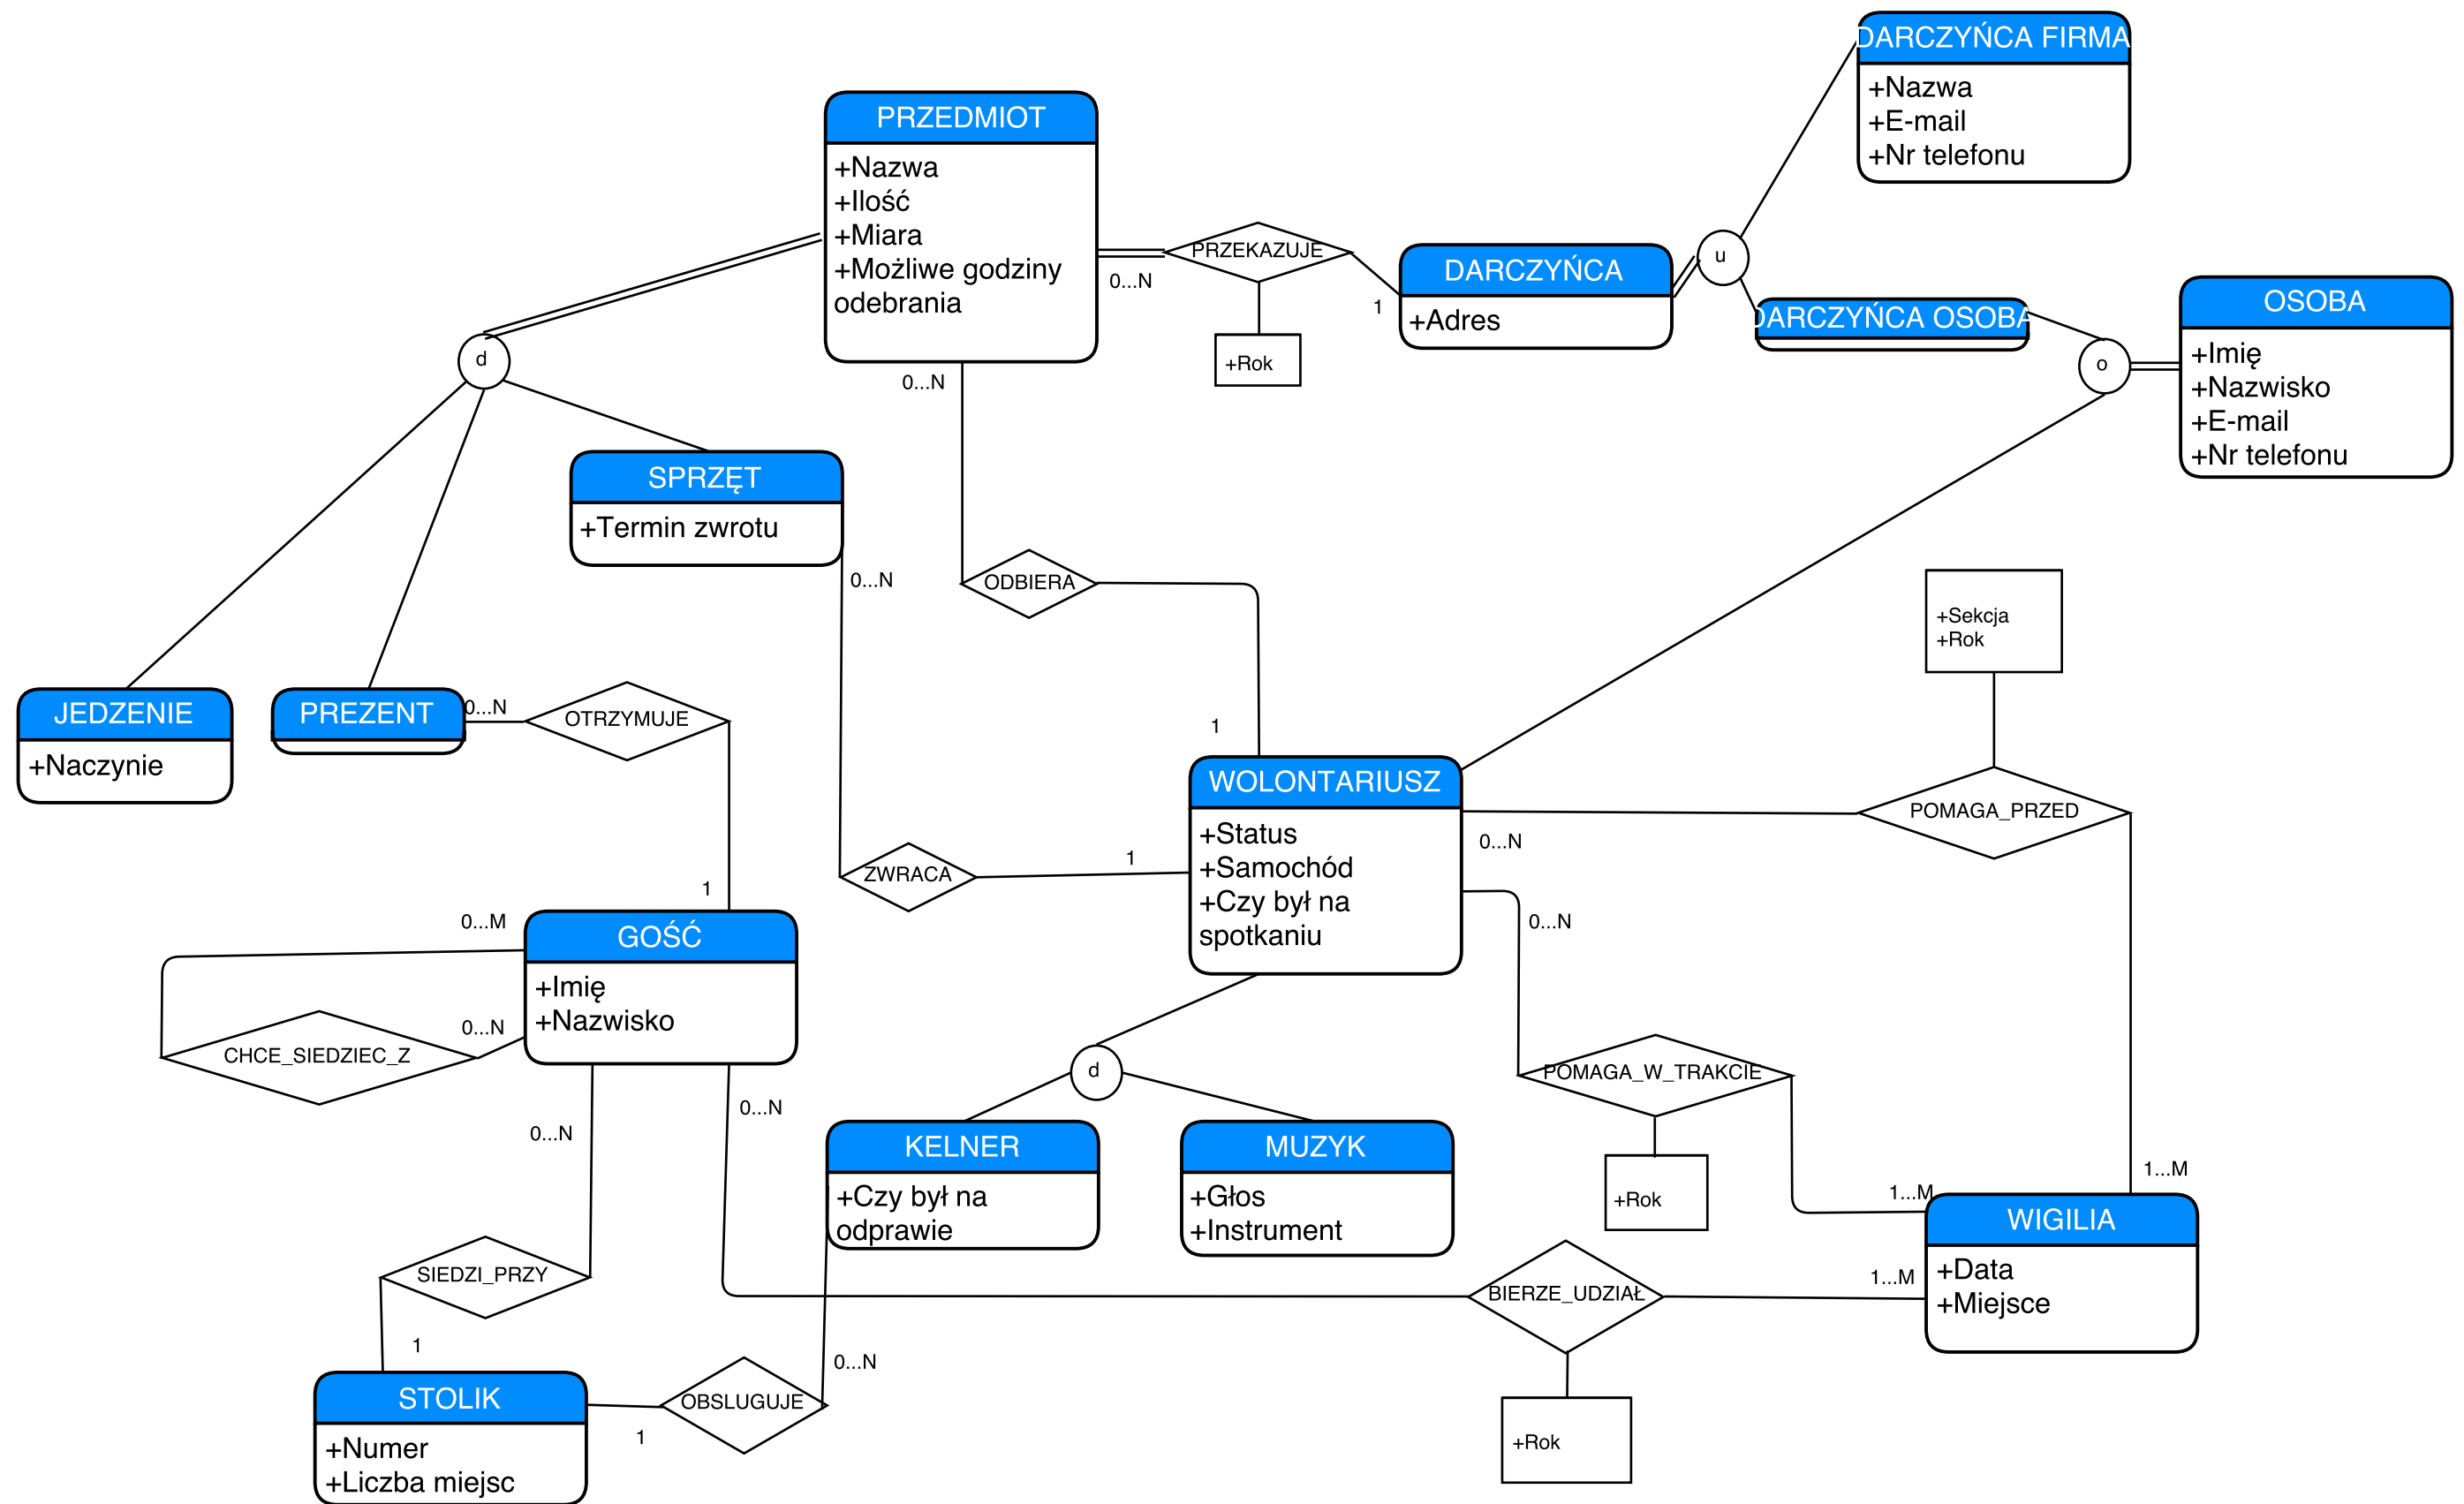 DARCZYŃCA FIRMA
+Nazwa
+E-mail
+Nr telefonu
PRZEDMIOT
+Nazwa
+Ilość
+Miara
+Możliwe godziny
odebrania
0...N
PRZEKAZUJE
1
+Rok
DARCZYŃCA
+Adres
u
DARCZYŃCA OSOBA
o
OSOBA
+Imię
+Nazwisko
+E-mail
+Nr telefonu
d
0...N
SPRZĘT
+Termin zwrotu
0...N
ODBIERA
1
+Sekcja
+Rok
JEDZENIE
+Naczynie
PREZENT
0...N
OTRZYMUJE
1
WOLONTARIUSZ
+Status
+Samochód
+Czy był na
spotkaniu
0...N
POMAGA_PRZED
1...M
ZWRACA
1
0...N
POMAGA_W_TRAKCIE
1...M
+Rok
GOŚĆ
+Imię
+Nazwisko
0...M
0...N
CHCE_SIEDZIEC_Z
d
KELNER
+Czy był na
odprawie
MUZYK
+Głos
+Instrument
WIGILIA
+Data
+Miejsce
0...N
0...N
SIEDZI_PRZY
1
BIERZE_UDZIAŁ
1...M
+Rok
STOLIK
+Numer
+Liczba miejsc
1
OBSLUGUJE
0...N